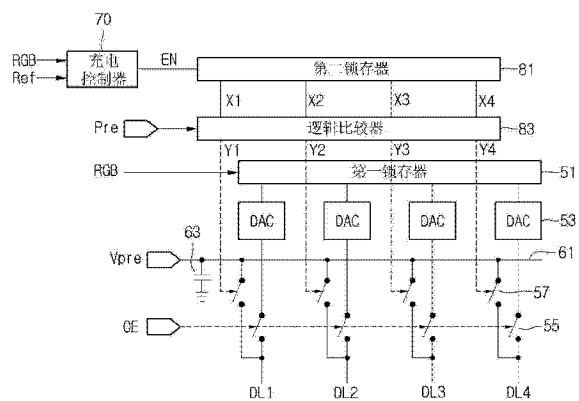 70
RGB
Ref
充电
控制器
EN
第二锁存器
81
X1 X2 X3 X4
Pre
逻辑比较器
83
Y1 Y2 Y3 Y4
RGB
第一锁存器
51
DAC DAC DAC DAC
53
63
Vpre
61
57
OE
55
DL1 DL2 DL3 DL4